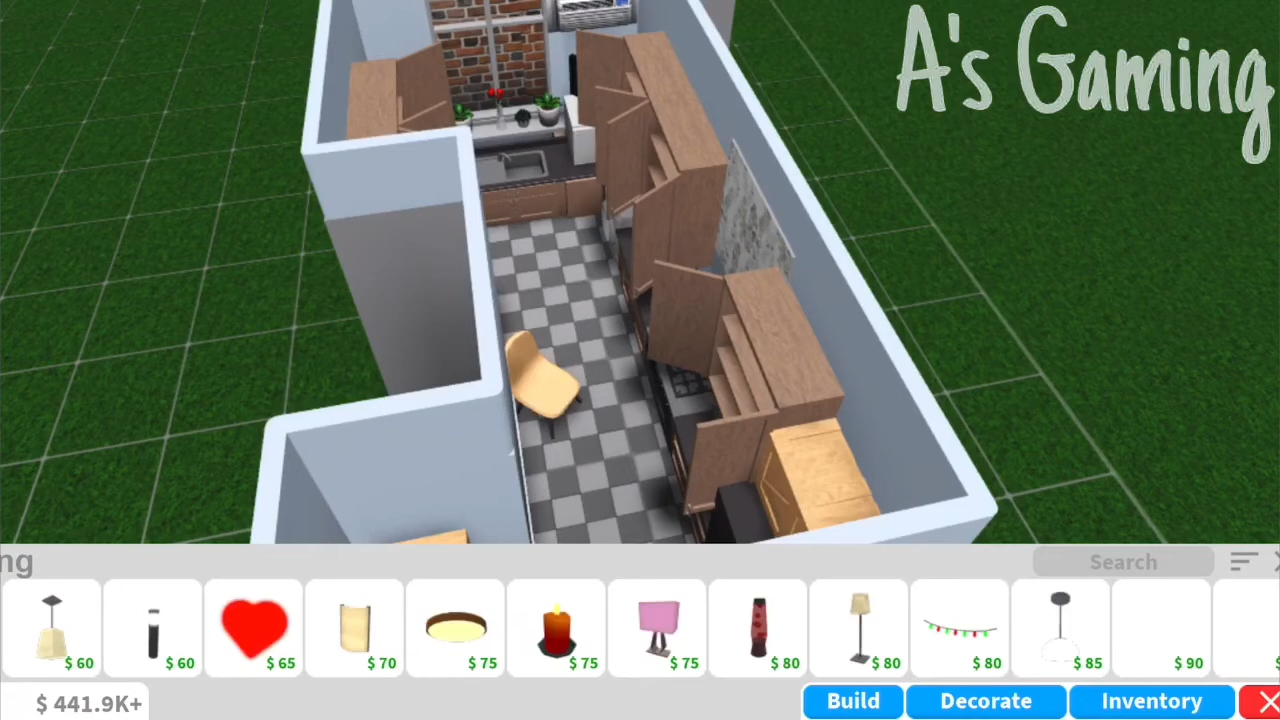 A's Gaming
ng
Search
$ 60
$ 60
$ 65
$ 70
$ 75
$ 75
$ 75
$ 80
$ 80
$ 80
$ 85
$ 90
$ 441.9K+
Build
Decorate
Inventory